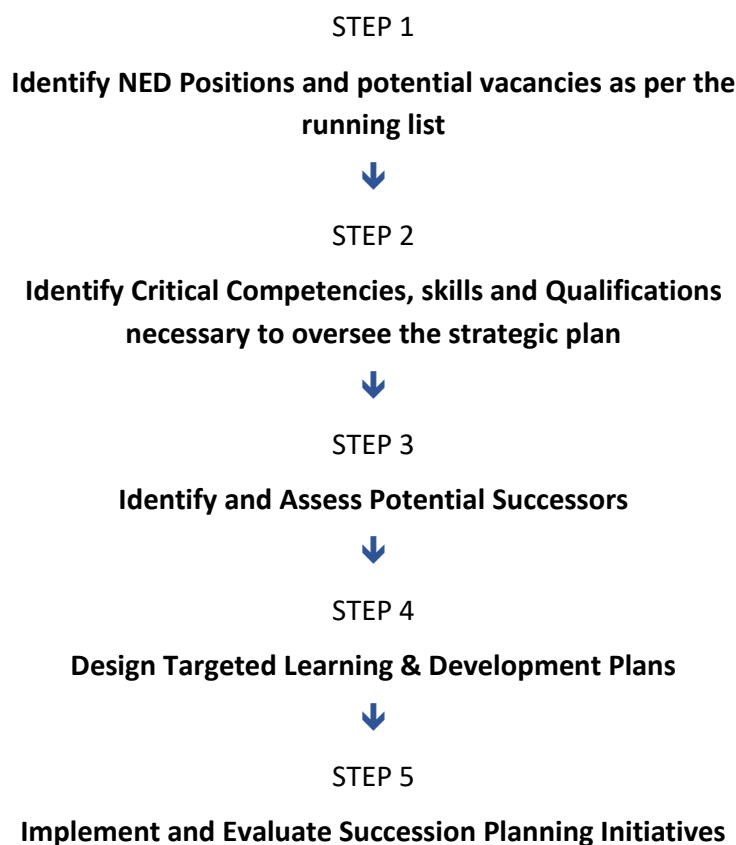 STEP 1
Identify NED Positions and potential vacancies as per the
running list
STEP 2
Identify Critical Competencies, skills and Qualifications
necessary to oversee the strategic plan
STEP 3
Identify and Assess Potential Successors
STEP 4
Design Targeted Learning & Development Plans
STEP 5
Implement and Evaluate Succession Planning Initiatives